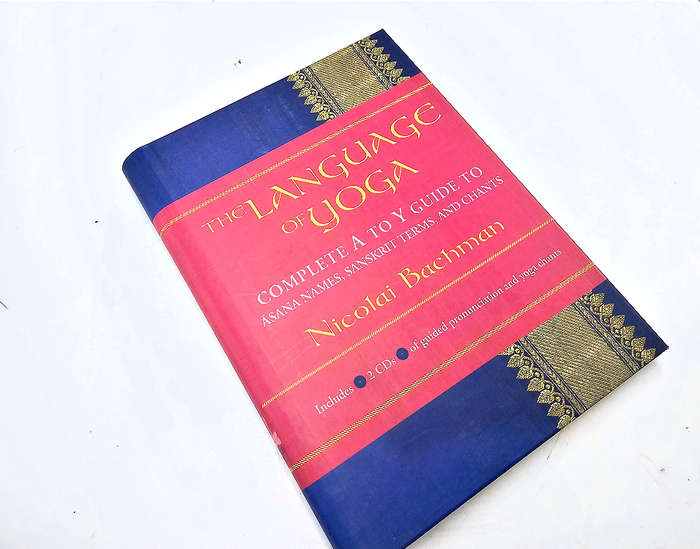 THE LANGUAGE
OF YOGA
COMPLETE A TO Y GUIDE TO
ĀSANA NAMES, SANSKRIT TERMS, AND CHANTS
Nicolai Bachman
Includes 2 CDs of guided pronunciation and yoga chants